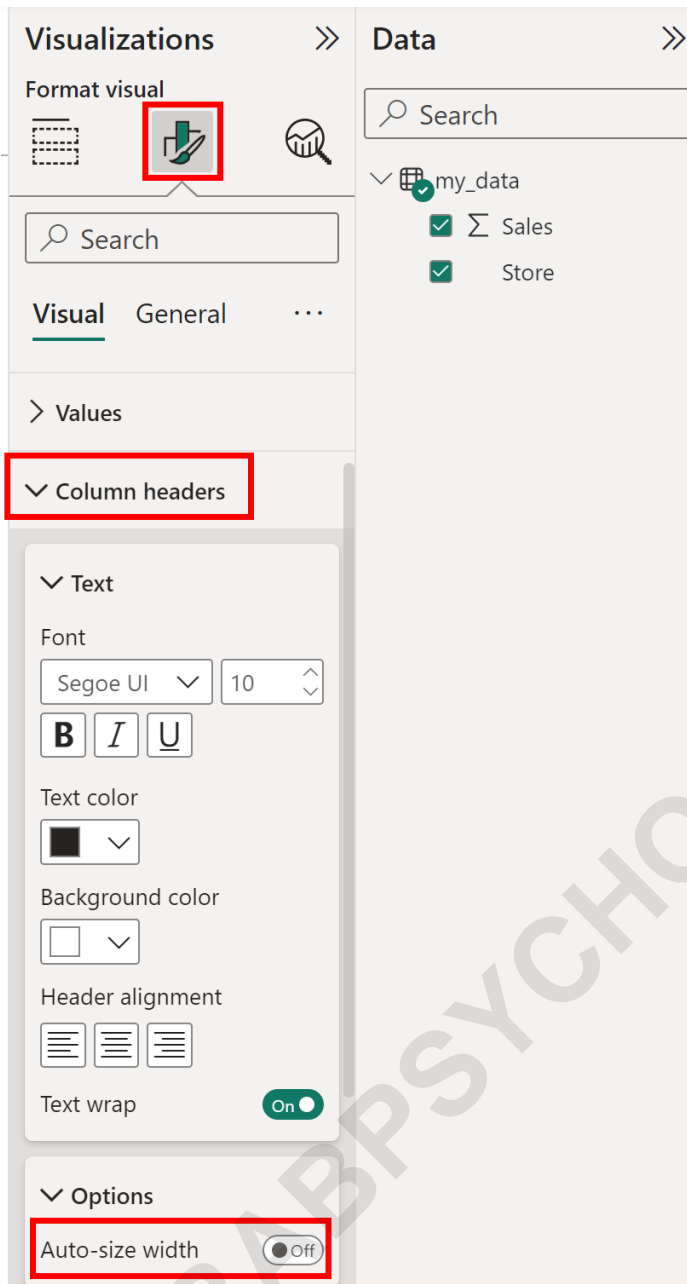 Visualizations
Format visual
Search
Visual General ...
Values
Column headers
Text
Font
Segoe UI 10
B I U
Text color
Background color
Header alignment
Text wrap On
Options
Auto-size width Off
Data
Search
my_data
Σ Sales
Store
ABPSYCHO